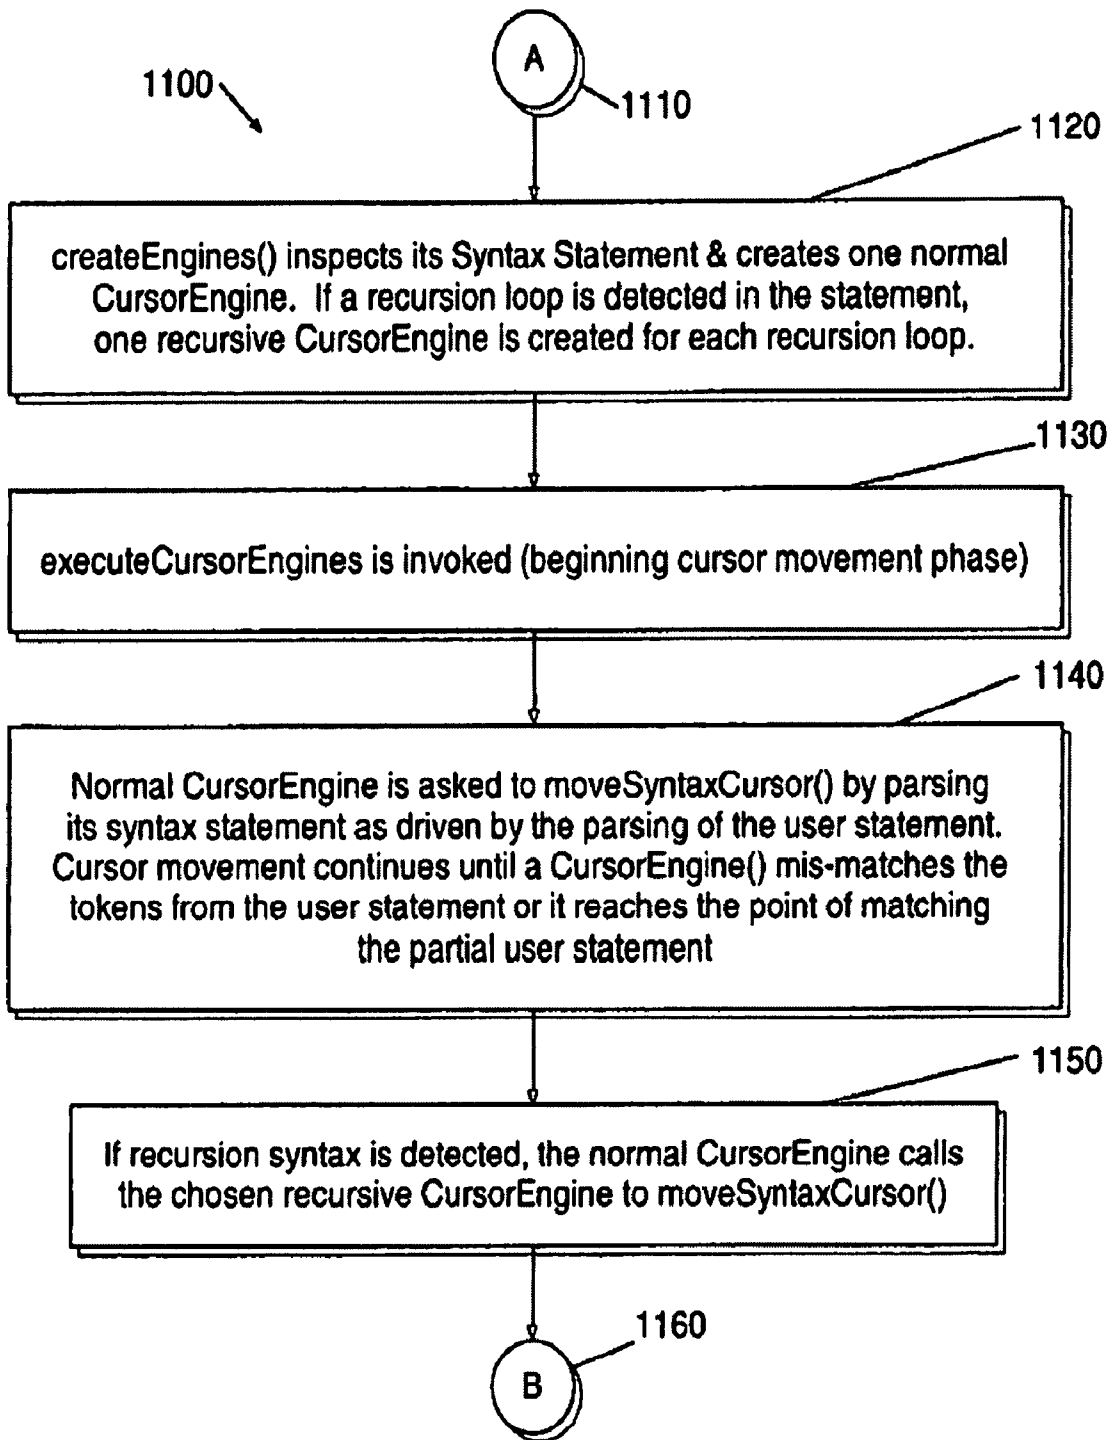 A
1100
1110
1120
createEngines() inspects its Syntax Statement & creates one normal
CursorEngine. If a recursion loop is detected in the statement,
one recursive CursorEngine is created for each recursion loop.
1130
executeCursorEngines is invoked (beginning cursor movement phase)
1140
Normal CursorEngine is asked to moveSyntaxCursor() by parsing
its syntax statement as driven by the parsing of the user statement.
Cursor movement continues until a CursorEngine() mis-matches the
tokens from the user statement or it reaches the point of matching
the partial user statement
1150
If recursion syntax is detected, the normal CursorEngine calls
the chosen recursive CursorEngine to moveSyntaxCursor()
1160
B